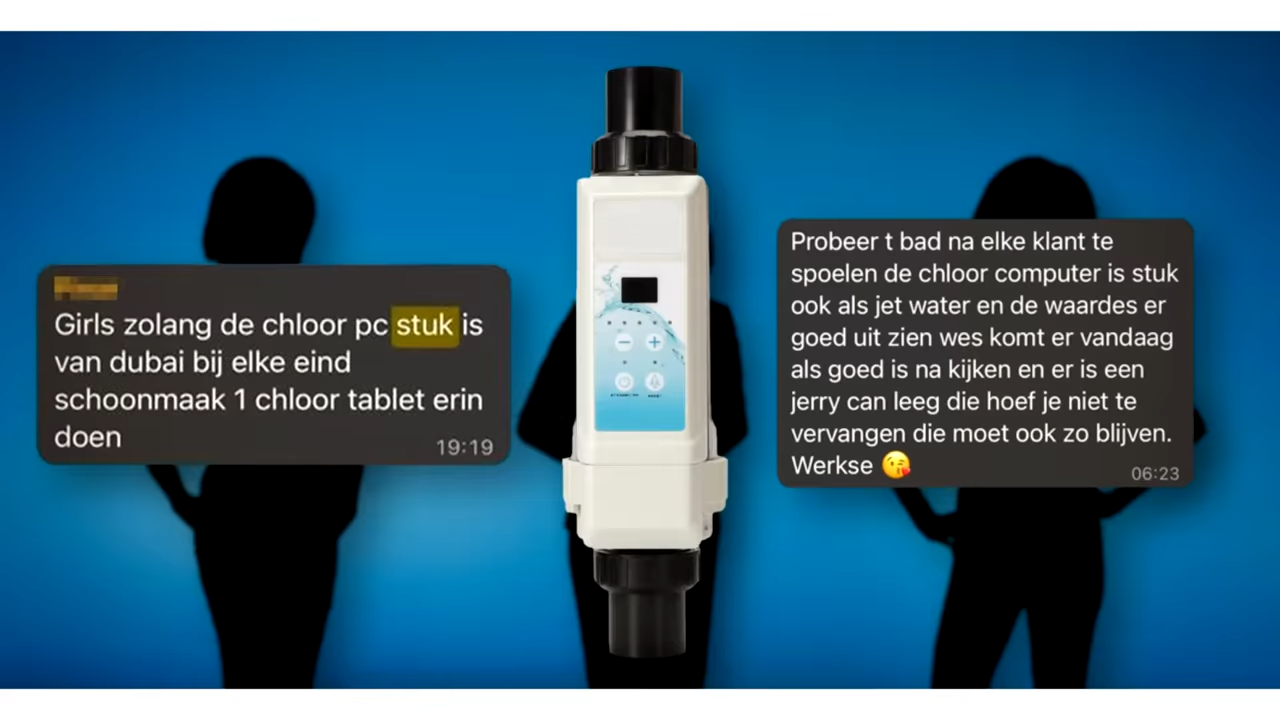 Girls zolang de chloor pc stuk is
van dubai bij elke eind
schoonmaak 1 chloor tablet erin
doen
19:19
Probeer t bad na elke klant te
spoelen de chloor computer is stuk
ook als jet water en de waardes er
goed uit zien wes komt er vandaag
als goed is na kijken en er is een
jerry can leeg die hoef je niet te
vervangen die moet ook zo blijven.
Werkse 😘
06:23